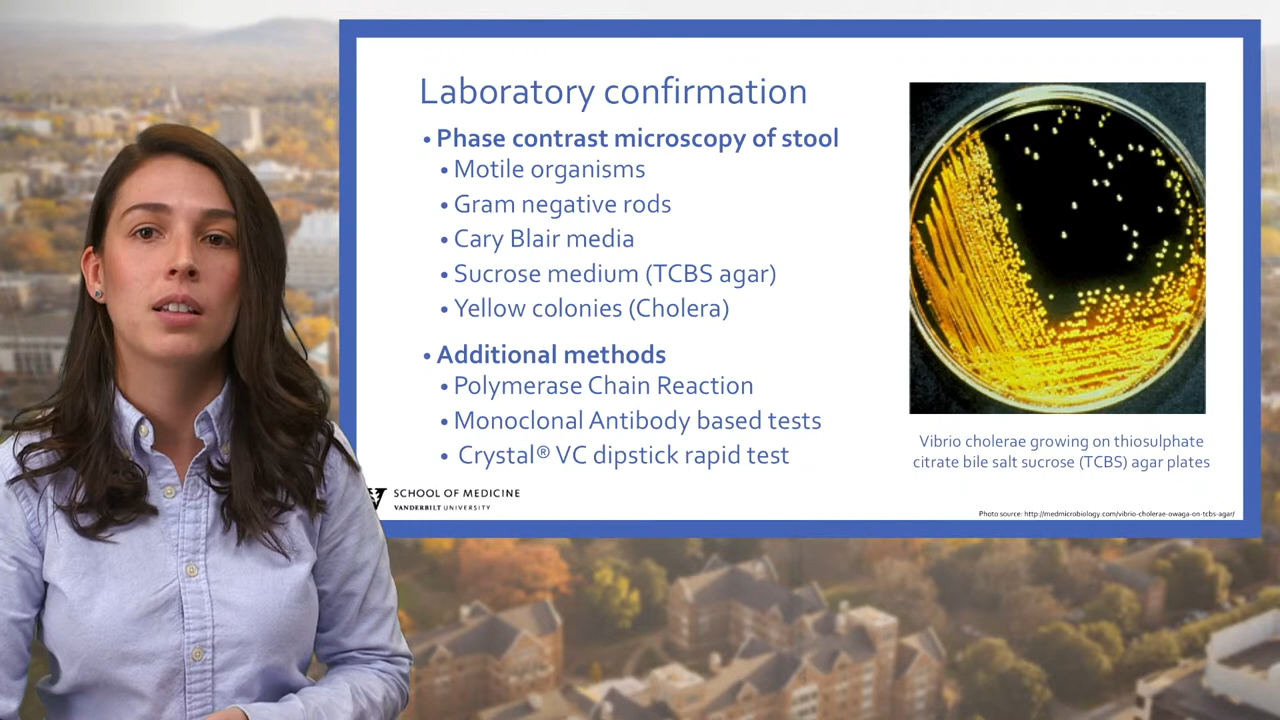 Laboratory confirmation
• Phase contrast microscopy of stool
• Motile organisms
• Gram negative rods
• Cary Blair media
• Sucrose medium (TCBS agar)
• Yellow colonies (Cholera)
• Additional methods
• Polymerase Chain Reaction
• Monoclonal Antibody based tests
• Crystal® VC dipstick rapid test
Vibrio cholerae growing on thiosulphate
citrate bile salt sucrose (TCBS) agar plates
SCHOOL OF MEDICINE
VANDERBILT UNIVERSITY
Photo source: http://medmicrobiology.com/vibrio-cholerae-owaga-on-tcbs-agar/